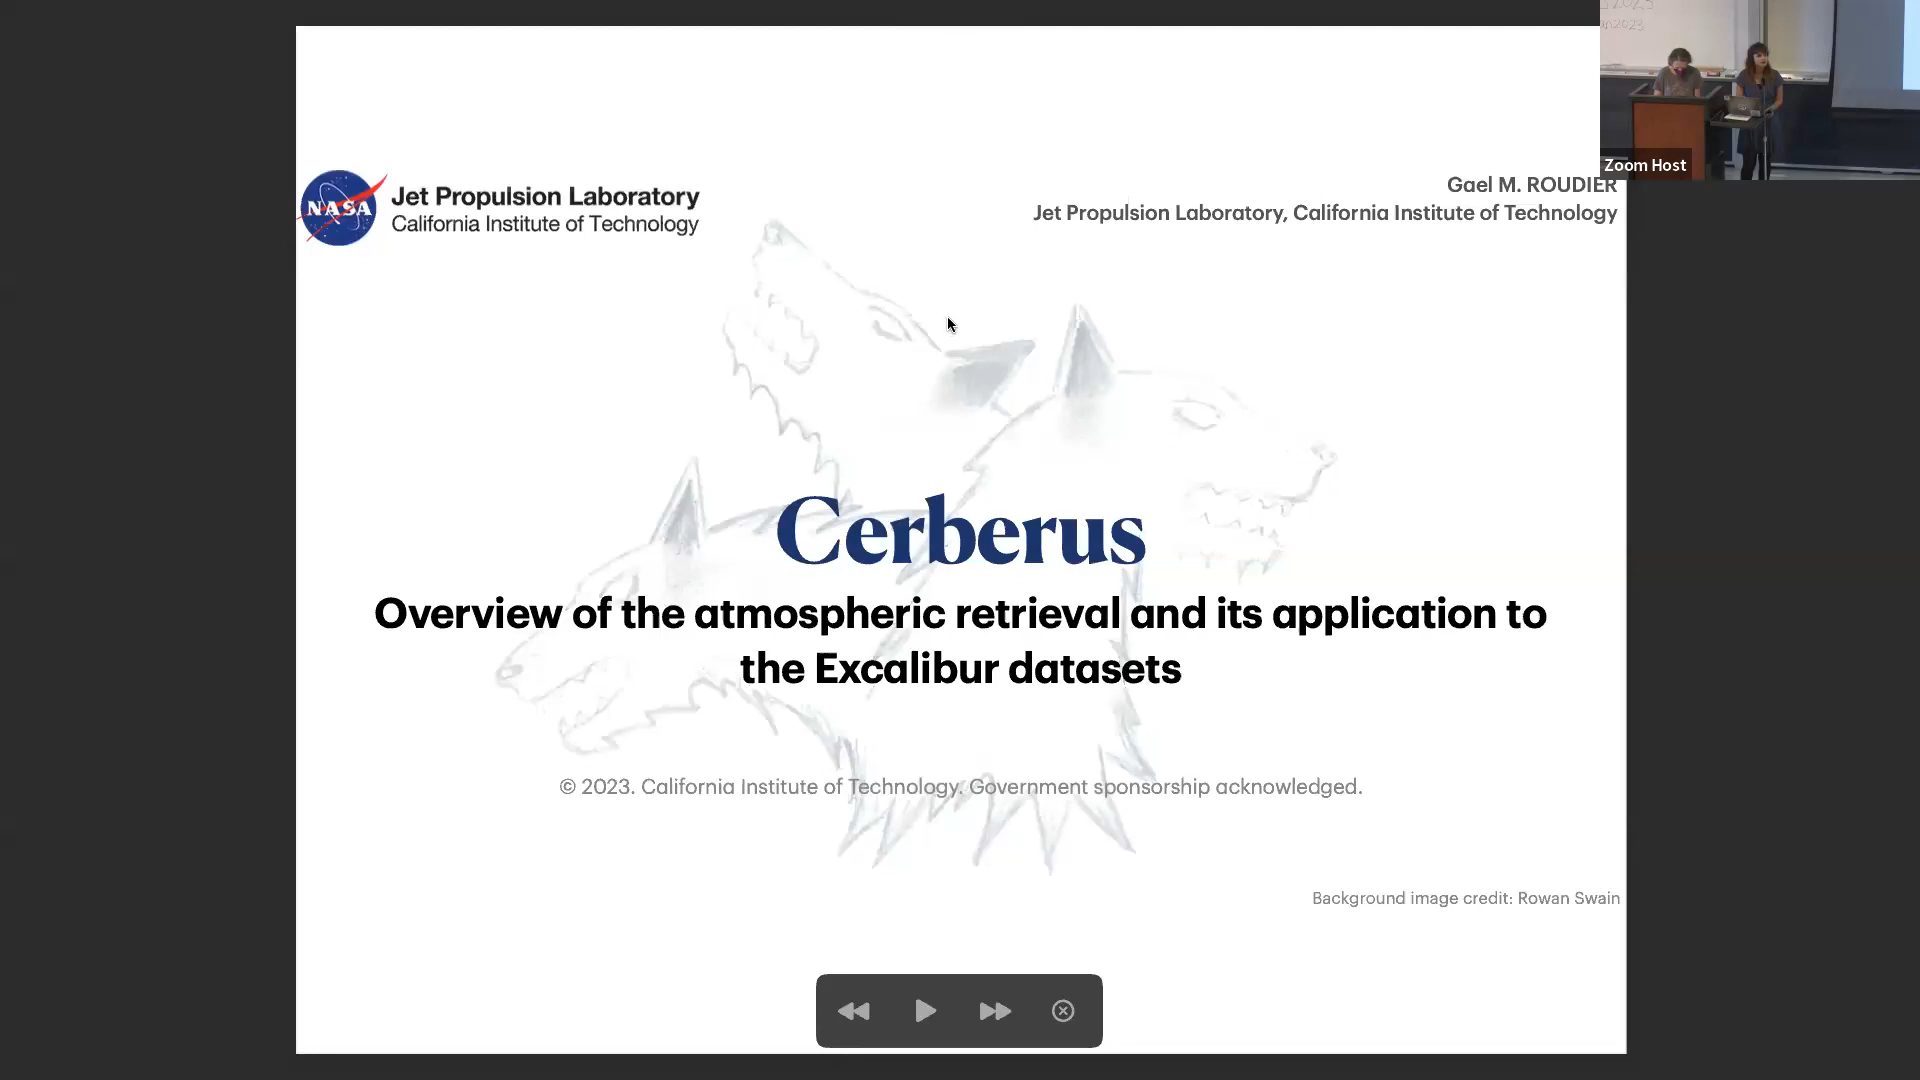 NASA
Jet Propulsion Laboratory
California Institute of Technology
Gael M. ROUDIER
Jet Propulsion Laboratory, California Institute of Technology
Zoom Host
Cerberus
Overview of the atmospheric retrieval and its application to
the Excalibur datasets
© 2023. California Institute of Technology. Government sponsorship acknowledged.
Background image credit: Rowan Swain